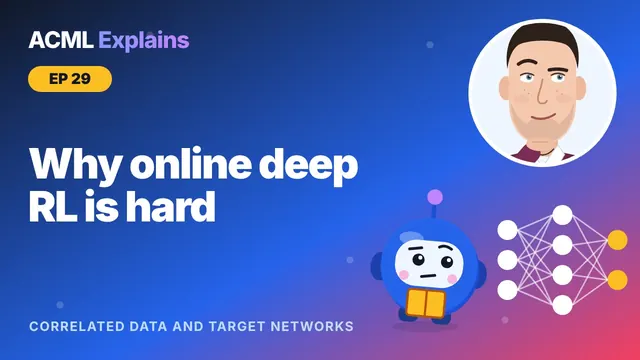 ACML Explains
EP 29
Why online deep
RL is hard
CORRELATED DATA AND TARGET NETWORKS